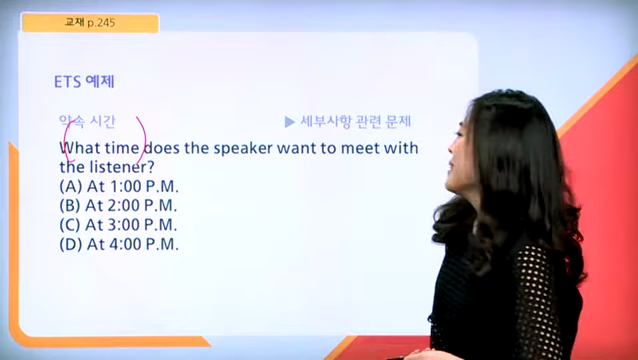 교재 p.245
ETS 예제
약속 시간
▶ 세부사항 관련 문제
What time does the speaker want to meet with
the listener?
(A) At 1:00 P.M.
(B) At 2:00 P.M.
(C) At 3:00 P.M.
(D) At 4:00 P.M.